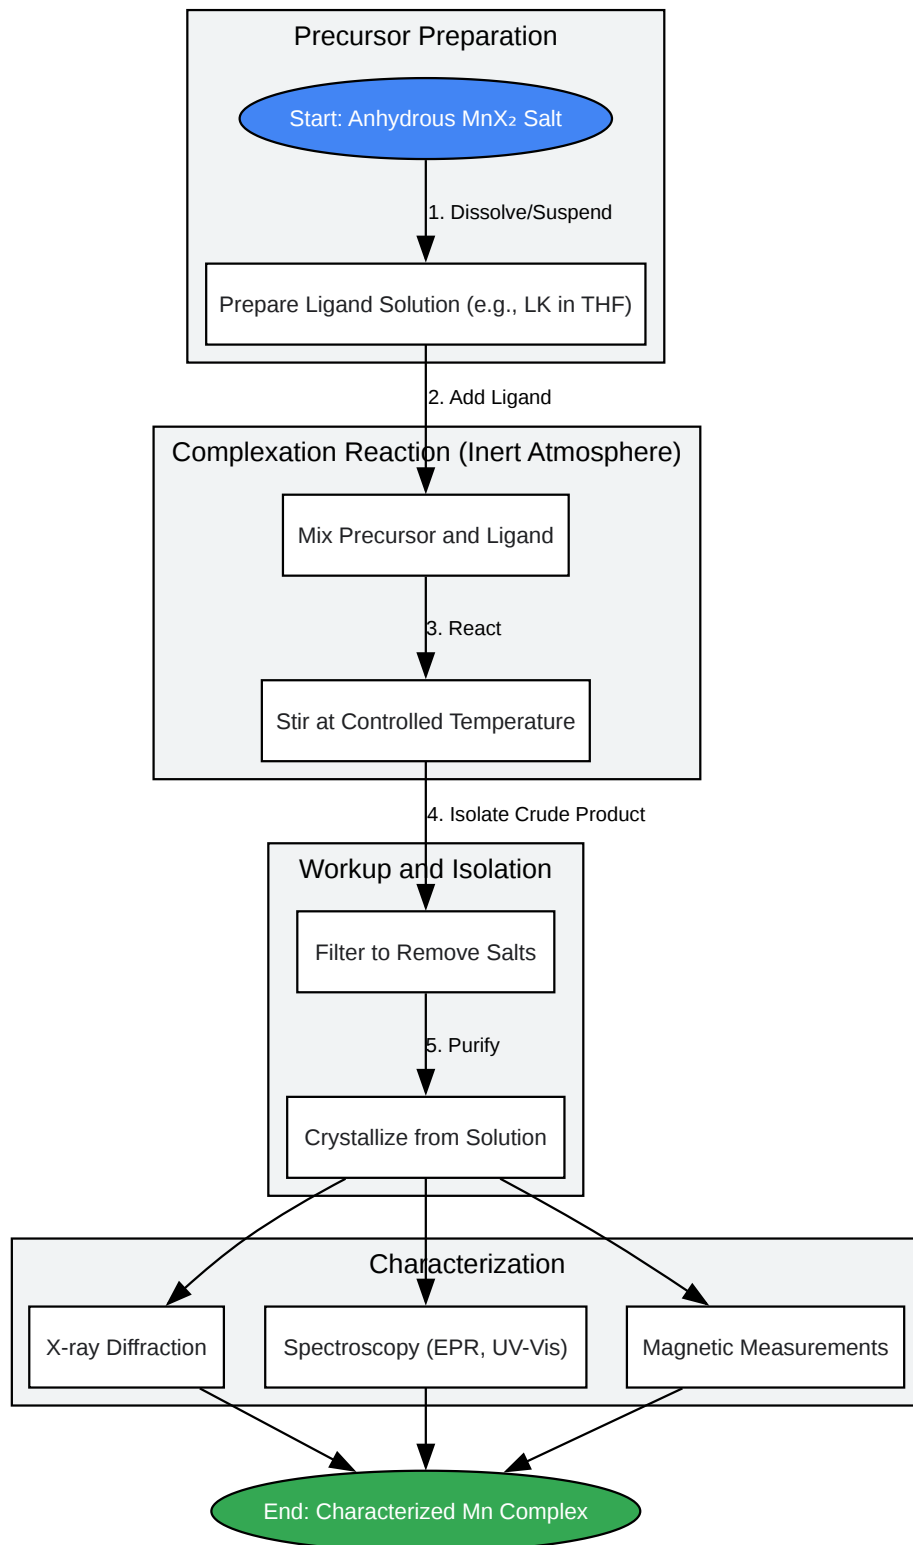 Precursor Preparation
Start: Anhydrous MnX₂ Salt
1. Dissolve/Suspend
Prepare Ligand Solution (e.g., LK in THF)
2. Add Ligand
Complexation Reaction (Inert Atmosphere)
Mix Precursor and Ligand
3. React
Stir at Controlled Temperature
4. Isolate Crude Product
Workup and Isolation
Filter to Remove Salts
5. Purify
Crystallize from Solution
Characterization
X-ray Diffraction
Spectroscopy (EPR, UV-Vis)
Magnetic Measurements
End: Characterized Mn Complex